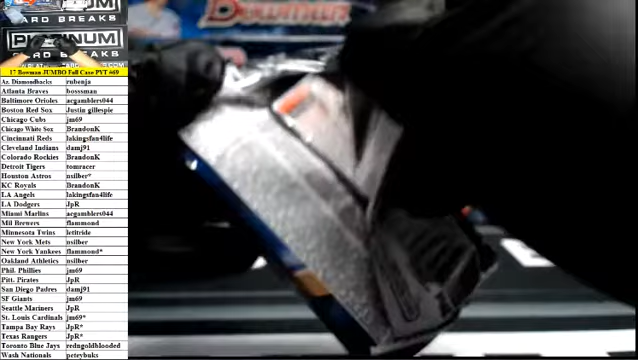 Bowman
PLATINUM
CARD BREAKS
17 Bowman JUMBO Full Case PYT #69
Az. Diamondbacks rubenja
Atlanta Braves bosssman
Baltimore Orioles acgamblers044
Boston Red Sox Justin gillespie
Chicago Cubs jm69
Chicago White Sox BrandonK
Cincinnati Reds lakingsfan4life
Cleveland Indians damj91
Colorado Rockies BrandonK
Detroit Tigers romracer
Houston Astros nsilber*
KC Royals BrandonK
LA Angels lakingsfan4life
LA Dodgers JpR
Miami Marlins acgamblers044
Mil Brewers flammond
Minnesota Twins letitride
New York Mets nsilber
New York Yankees flammond*
Oakland Athletics nsilber
Phil. Phillies jm69
Pitt. Pirates JpR
San Diego Padres damj91
SF Giants jm69
Seattle Mariners JpR
St. Louis Cardinals jm69*
Tampa Bay Rays JpR*
Texas Rangers JpR*
Toronto Blue Jays redngoldblooded
Wash Nationals peteybuks